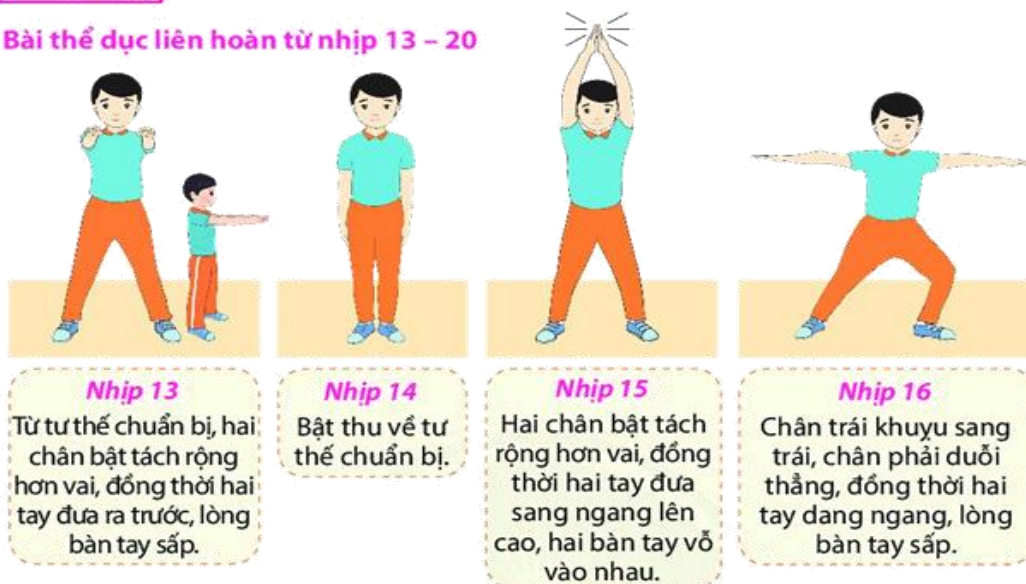 Bài thể dục liên hoàn từ nhịp 13 – 20
Nhịp 13
Từ tư thế chuẩn bị, hai
chân bật tách rộng
hơn vai, đồng thời hai
tay đưa ra trước, lòng
bàn tay sấp.
Nhịp 14
Bật thu về tư
thế chuẩn bị.
Nhịp 15
Hai chân bật tách
rộng hơn vai, đồng
thời hai tay đưa
sang ngang lên
cao, hai bàn tay vỗ
vào nhau.
Nhịp 16
Chân trái khuỵu sang
trái, chân phải duỗi
thẳng, đồng thời hai
tay dang ngang, lòng
bàn tay sấp.